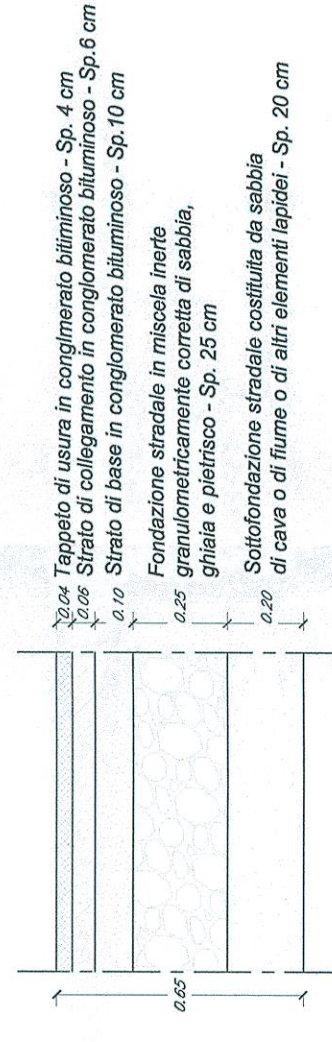 0.04 Tappeto di usura in conglmerato bitiminoso - Sp. 4 cm
0.06 Strato di collegamento in conglomerato bituminoso - Sp.6 cm
0.10 Strato di base in conglomerato bituminoso - Sp.10 cm
Fondazione stradale in miscela inerte
0.25 granulometricamente corretta di sabbia,
ghiaia e pietrisco - Sp. 25 cm
Sottofondazione stradale costituita da sabbia
0.20 di cava o di fiume o di altri elementi lapidei - Sp. 20 cm
0.65